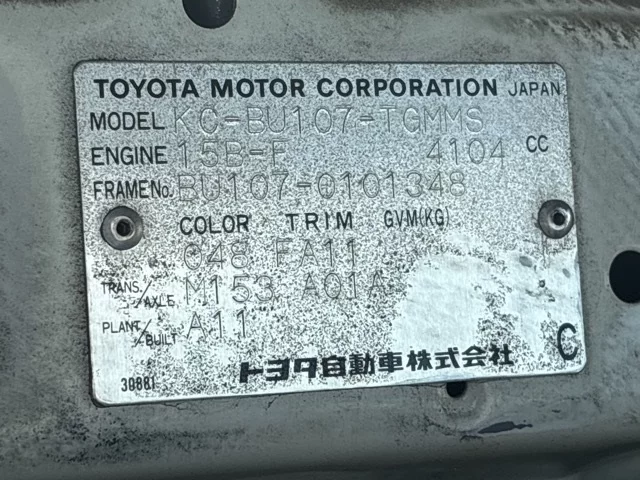 TOYOTA MOTOR CORPORATION JAPAN
MODEL KC-BU107-TGMMS
ENGINE 15B-F 4104 CC
FRAME No. BU107-0101348
COLOR TRIM GVM(KG)
048 FA11
TRANS./AXLE M153 A01A
PLANT/BUILT A11
トヨタ自動車株式会社 C
30881